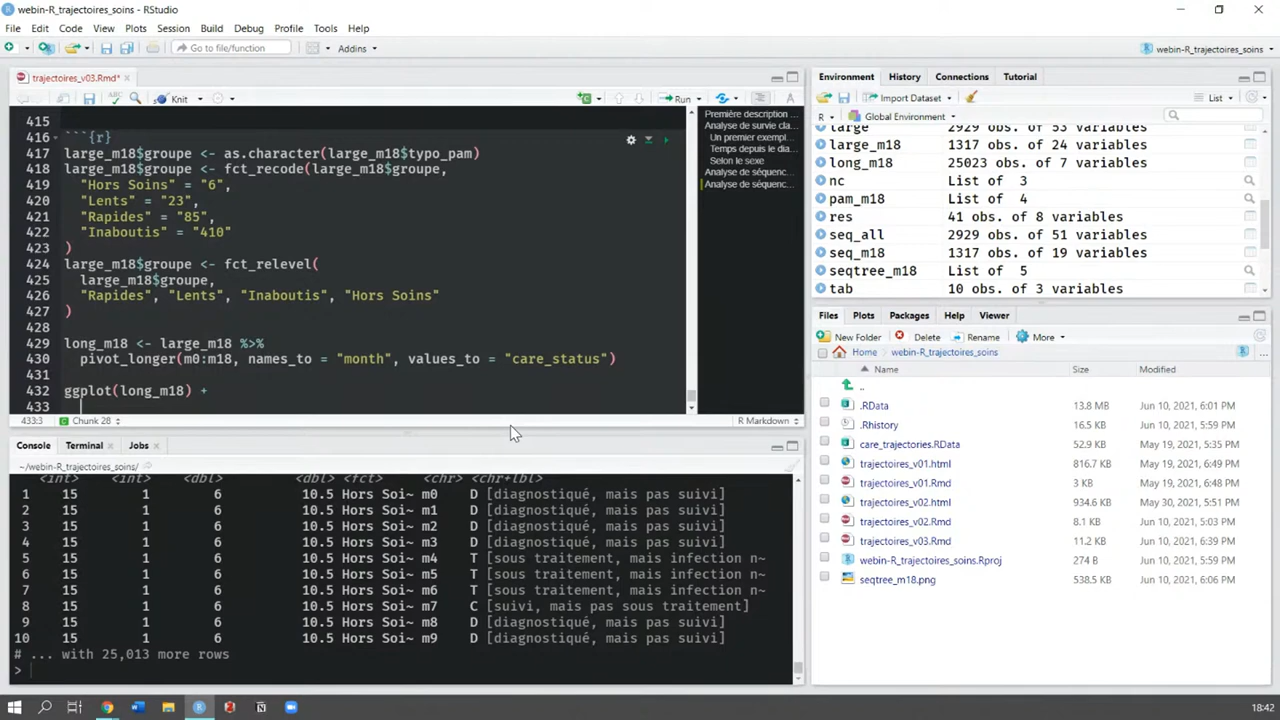 webin-R_trajectoires_soins - RStudio
File Edit Code View Plots Session Build Debug Profile Tools Help
Go to file/function Addins webin-R_trajectoires_soins
trajectoires_v03.Rmd*
Knit Run
415
416 ```{r}
417 large_m18$groupe <- as.character(large_m18$typo_pam)
418 large_m18$groupe <- fct_recode(large_m18$groupe,
419 "Hors Soins" = "6",
420 "Lents" = "23",
421 "Rapides" = "85",
422 "Inaboutis" = "410"
423 )
424 large_m18$groupe <- fct_relevel(
425 large_m18$groupe,
426 "Rapides", "Lents", "Inaboutis", "Hors Soins"
427 )
428
429 long_m18 <- large_m18 %>%
430 pivot_longer(m0:m18, names_to = "month", values_to = "care_status")
431
432 ggplot(long_m18) +
433
433:3 Chunk 28 R Markdown
Première description ...
Analyse de survie cla...
Un premier exempl...
Temps depuis le dia...
Selon le sexe
Analyse de séquenc...
Analyse de séquenc...
Console Terminal Jobs
~/webin-R_trajectoires_soins/
<int> <int> <dbl> <dbl> <fct> <chr> <chr+lbl>
1 15 1 6 10.5 Hors Soi~ m0 D [diagnostiqué, mais pas suivi]
2 15 1 6 10.5 Hors Soi~ m1 D [diagnostiqué, mais pas suivi]
3 15 1 6 10.5 Hors Soi~ m2 D [diagnostiqué, mais pas suivi]
4 15 1 6 10.5 Hors Soi~ m3 D [diagnostiqué, mais pas suivi]
5 15 1 6 10.5 Hors Soi~ m4 T [sous traitement, mais infection n~
6 15 1 6 10.5 Hors Soi~ m5 T [sous traitement, mais infection n~
7 15 1 6 10.5 Hors Soi~ m6 T [sous traitement, mais infection n~
8 15 1 6 10.5 Hors Soi~ m7 C [suivi, mais pas sous traitement]
9 15 1 6 10.5 Hors Soi~ m8 D [diagnostiqué, mais pas suivi]
10 15 1 6 10.5 Hors Soi~ m9 D [diagnostiqué, mais pas suivi]
# ... with 25,013 more rows
>
Environment History Connections Tutorial
Import Dataset List
R Global Environment
large 2929 obs. of 53 variables
large_m18 1317 obs. of 24 variables
long_m18 25023 obs. of 7 variables
nc List of 3
pam_m18 List of 4
res 41 obs. of 8 variables
seq_all 2929 obs. of 51 variables
seq_m18 1317 obs. of 19 variables
seqtree_m18 List of 5
tab 10 obs. of 3 variables
Files Plots Packages Help Viewer
New Folder Delete Rename More
Home webin-R_trajectoires_soins
Name Size Modified
..
.RData 13.8 MB Jun 10, 2021, 6:01 PM
.Rhistory 16.5 KB Jun 10, 2021, 5:59 PM
care_trajectories.RData 52.9 KB May 19, 2021, 5:35 PM
trajectoires_v01.html 816.7 KB May 19, 2021, 6:49 PM
trajectoires_v01.Rmd 3 KB May 19, 2021, 6:48 PM
trajectoires_v02.html 934.6 KB May 30, 2021, 5:51 PM
trajectoires_v02.Rmd 8.1 KB Jun 10, 2021, 5:03 PM
trajectoires_v03.Rmd 11.2 KB Jun 10, 2021, 6:39 PM
webin-R_trajectoires_soins.Rproj 274 B Jun 10, 2021, 5:59 PM
seqtree_m18.png 538.5 KB Jun 10, 2021, 6:06 PM
18:42